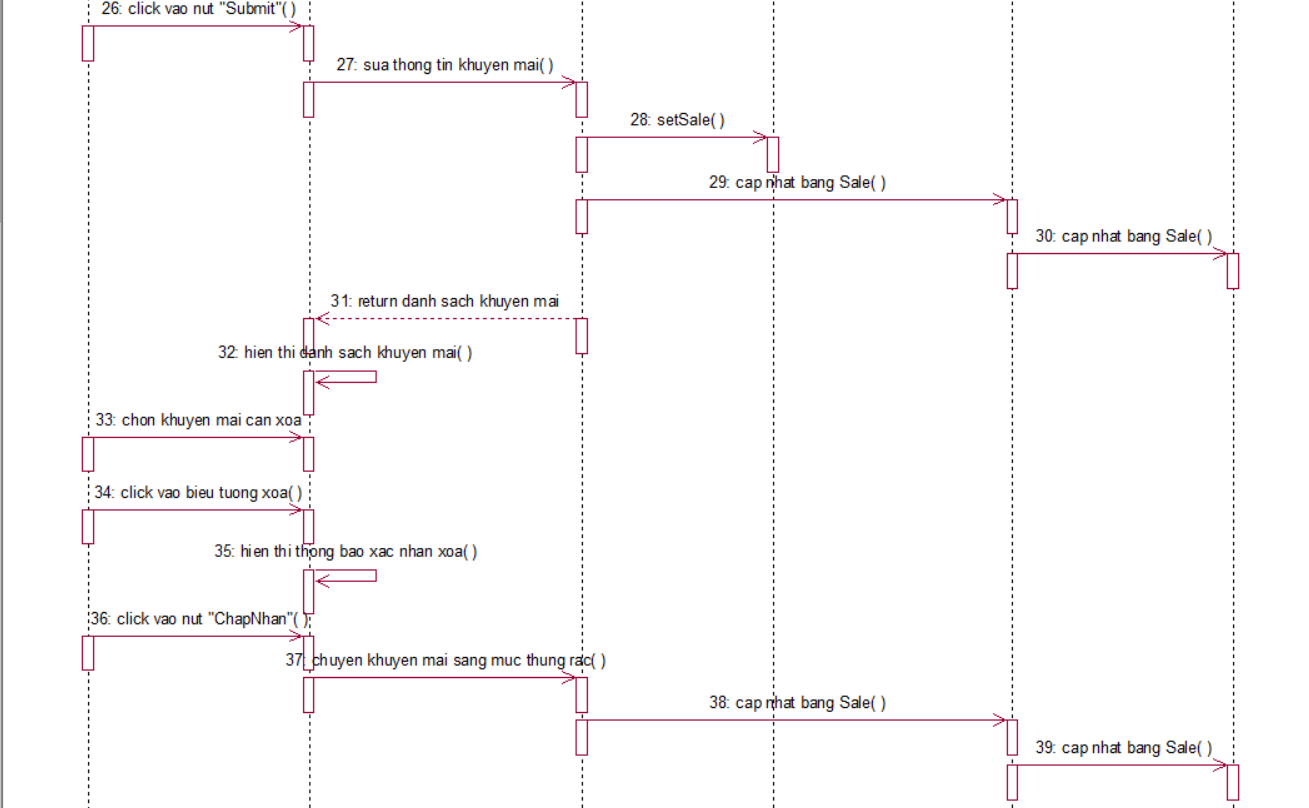 26: click vao nut "Submit"( )
27: sua thong tin khuyen mai( )
28: setSale( )
29: cap nhat bang Sale( )
30: cap nhat bang Sale( )
31: return danh sach khuyen mai
32: hien thi danh sach khuyen mai( )
33: chon khuyen mai can xoa
34: click vao bieu tuong xoa( )
35: hien thi thong bao xac nhan xoa( )
36: click vao nut "ChapNhan"( )
37: chuyen khuyen mai sang muc thung rac( )
38: cap nhat bang Sale( )
39: cap nhat bang Sale( )